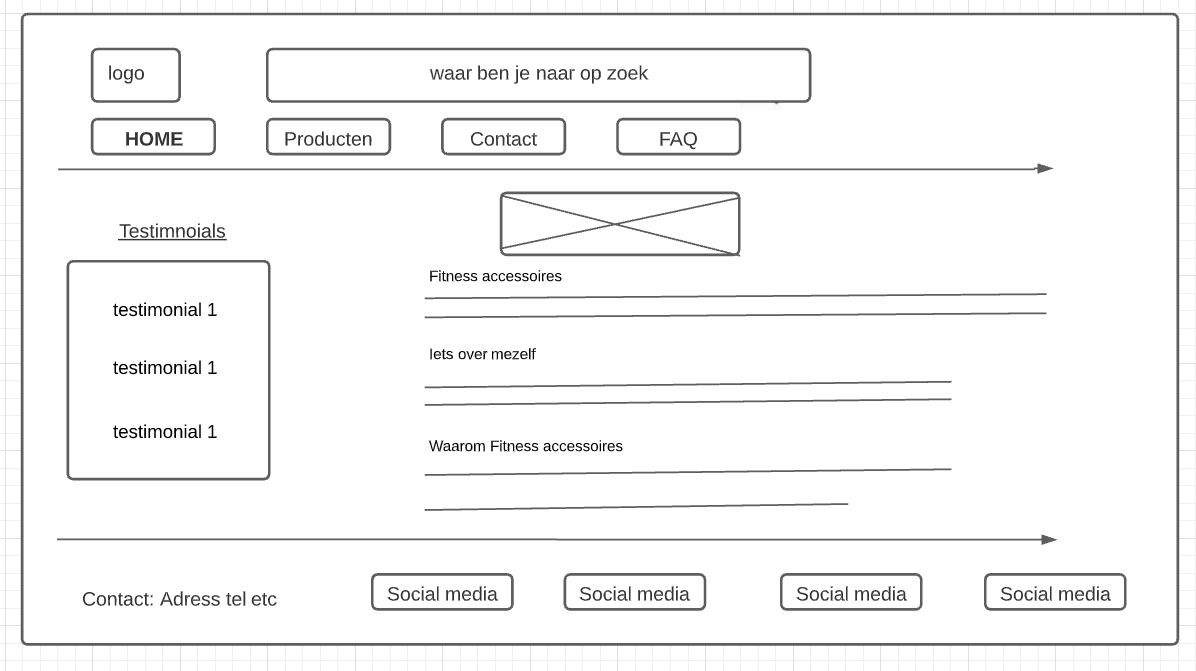 logo
waar ben je naar op zoek
HOME
Producten
Contact
FAQ
Testimnoials
testimonial 1
testimonial 1
testimonial 1
Fitness accessoires
Iets over mezelf
Waarom Fitness accessoires
Contact: Adress tel etc
Social media
Social media
Social media
Social media